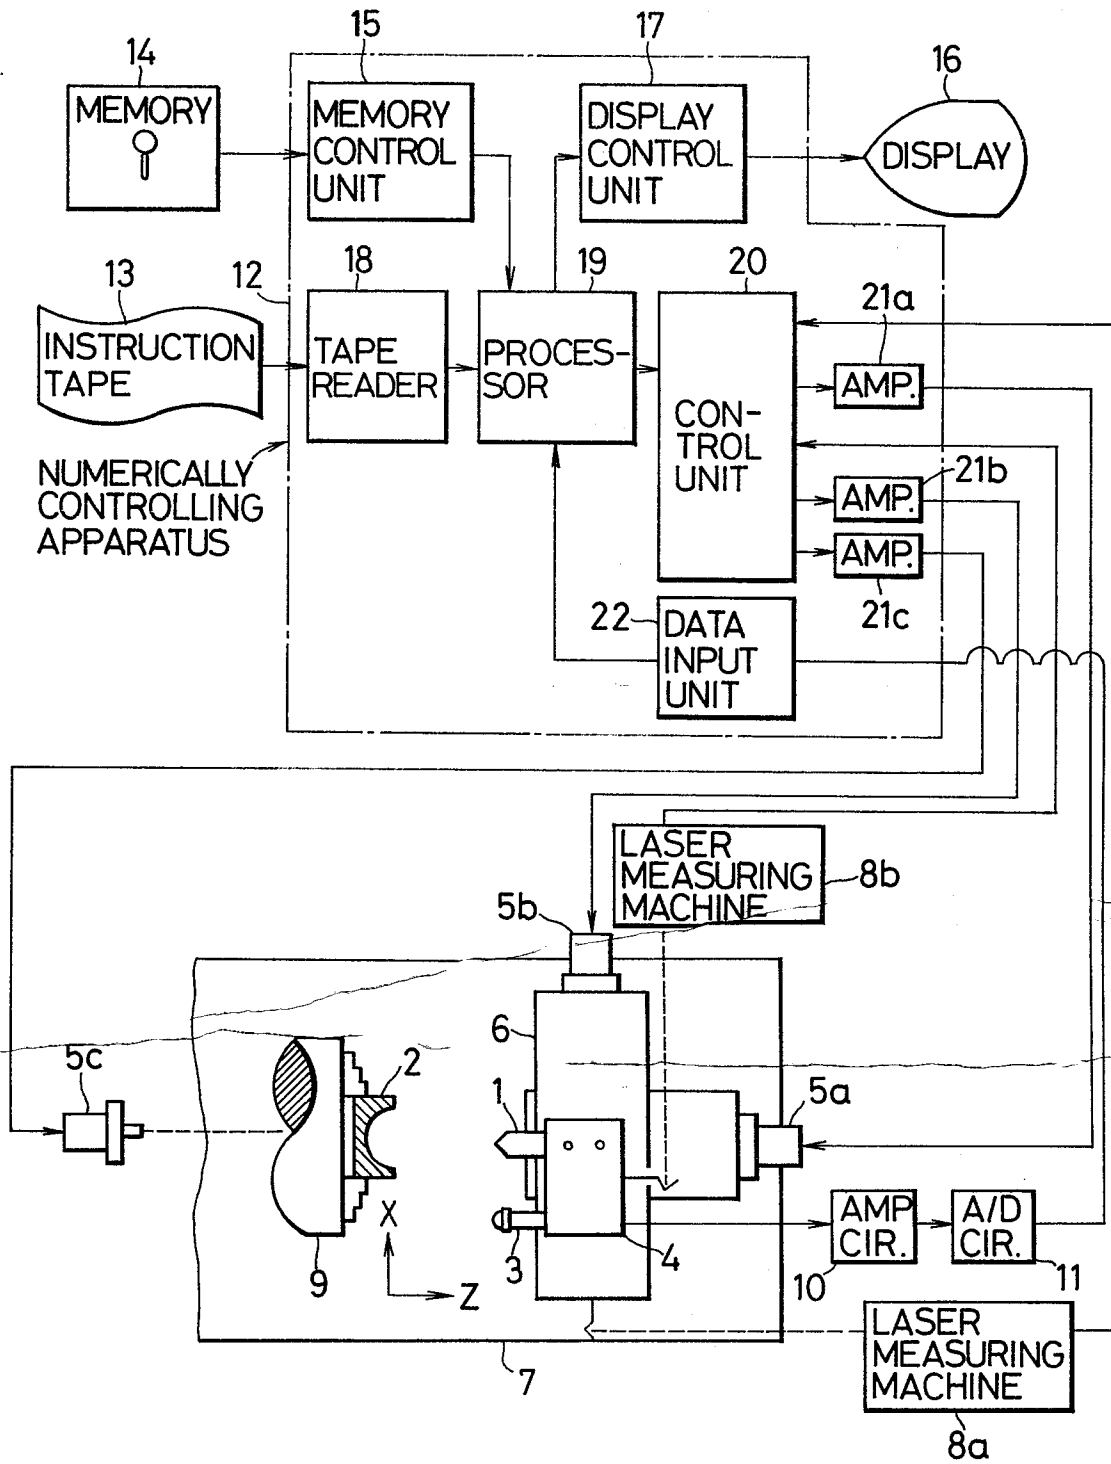 14
15
17
16
MEMORY
MEMORY
CONTROL
UNIT
DISPLAY
CONTROL
UNIT
DISPLAY
13
12
18
19
20
21a
INSTRUCTION
TAPE
TAPE
READER
PROCES-
SOR
CON-
TROL
UNIT
AMP.
21b
AMP.
AMP.
21c
NUMERICALLY
CONTROLLING
APPARATUS
22
DATA
INPUT
UNIT
LASER
MEASURING
MACHINE
8b
5b
6
5c
2
1
5a
X
Z
9
3
4
AMP
CIR.
A/D
CIR.
10
11
7
LASER
MEASURING
MACHINE
8a